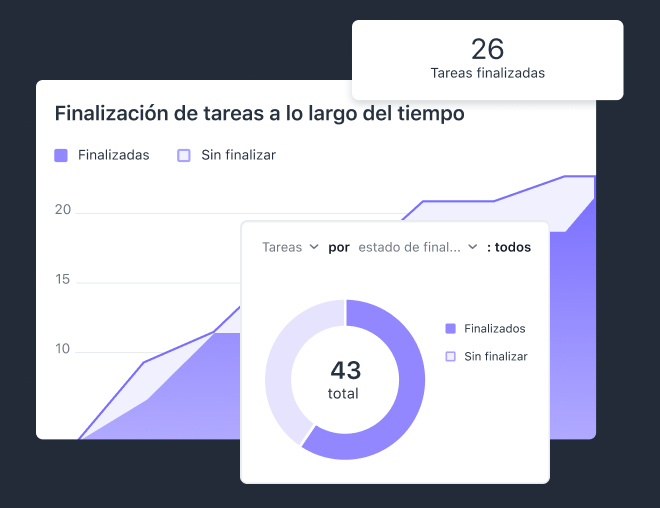 26
Tareas finalizadas
Finalización de tareas a lo largo del tiempo
Finalizadas Sin finalizar
20
15
10
Tareas por estado de final... : todos
Finalizados
Sin finalizar
43
total